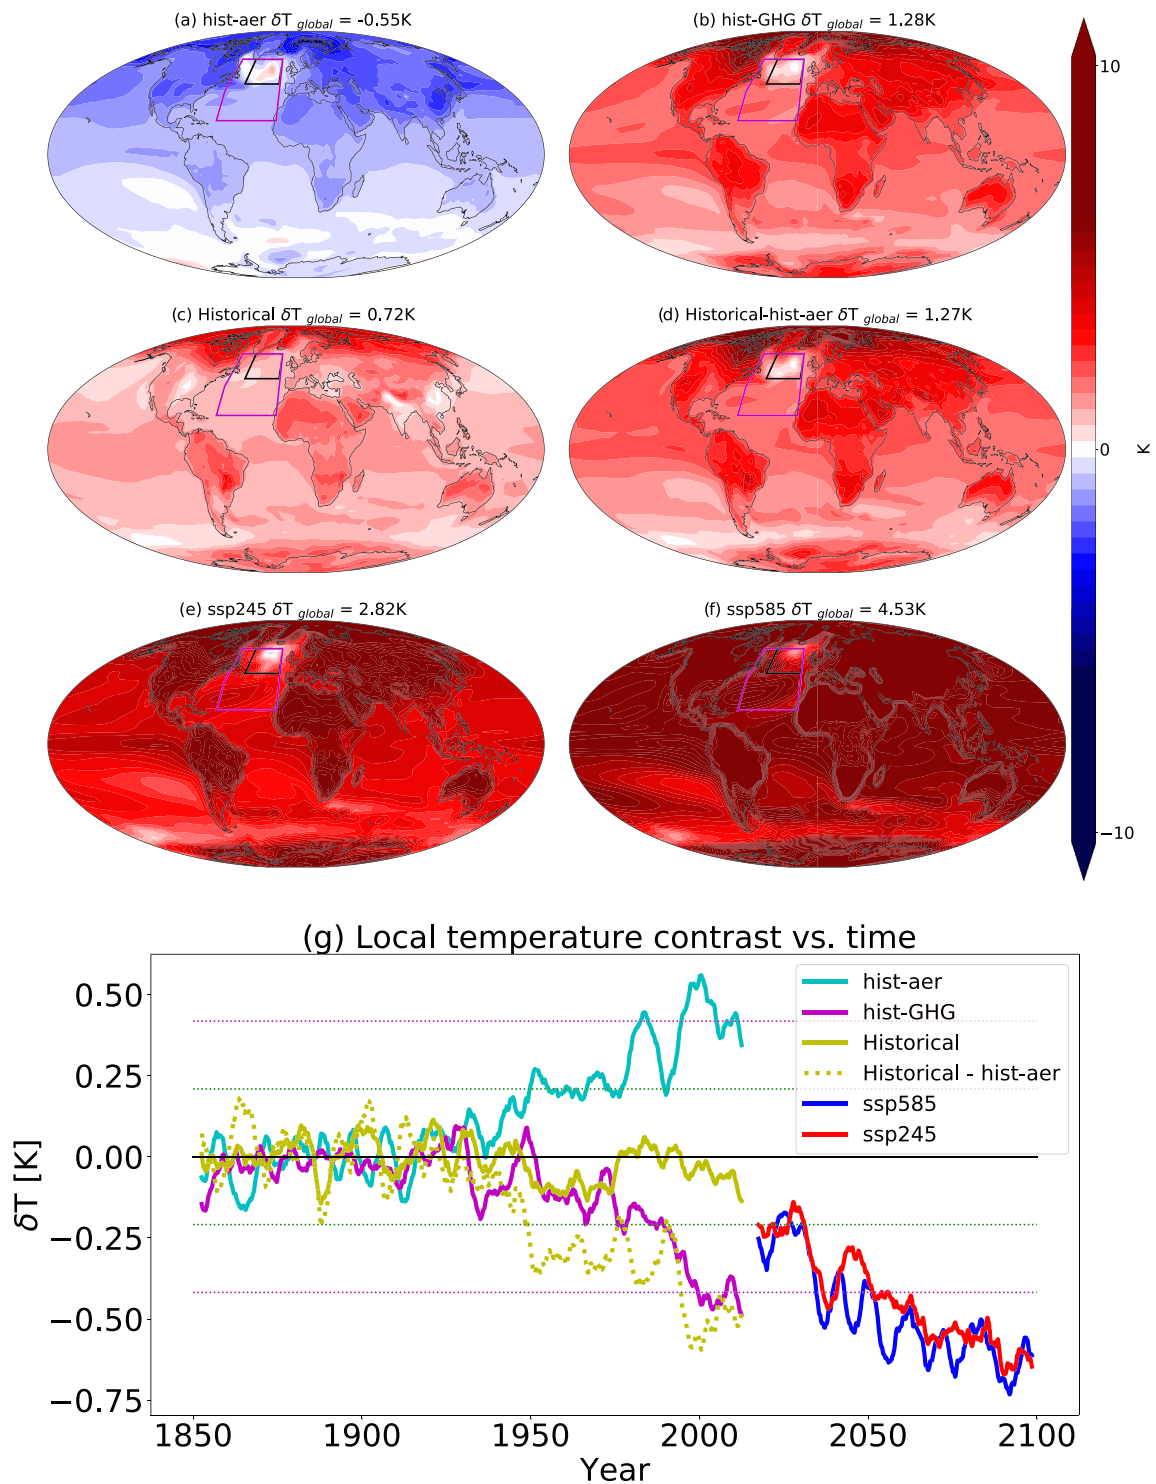 (a) hist-aer δT global = -0.55K
(b) hist-GHG δT global = 1.28K
(c) Historical δT global = 0.72K
(d) Historical-hist-aer δT global = 1.27K
(e) ssp245 δT global = 2.82K
(f) ssp585 δT global = 4.53K
10
0
−10
K
(g) Local temperature contrast vs. time
hist-aer
hist-GHG
Historical
Historical - hist-aer
ssp585
ssp245
0.50
0.25
0.00
−0.25
−0.50
−0.75
δT [K]
1850
1900
1950
2000
2050
2100
Year